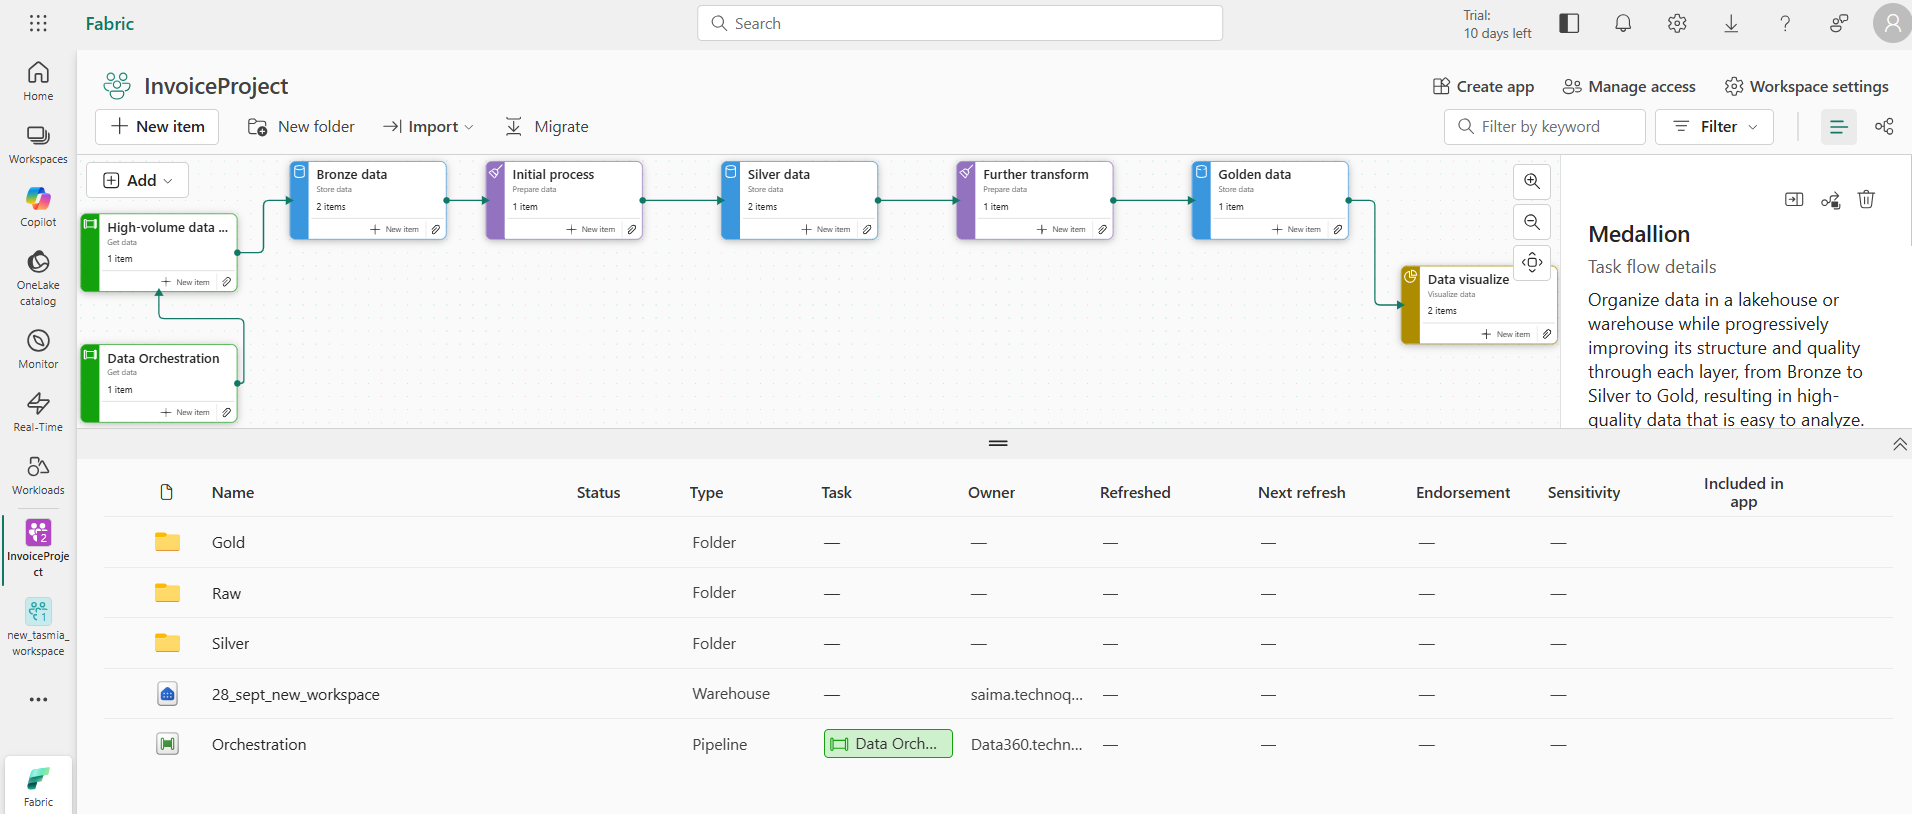 Fabric
Search
Trial:
10 days left
Home
Workspaces
Copilot
OneLake
catalog
Monitor
Real-Time
Workloads
InvoiceProje
ct
new_tasmia_
workspace
Fabric
InvoiceProject
Create app
Manage access
Workspace settings
New item
New folder
Import
Migrate
Filter by keyword
Filter
Add
High-volume data ...
Get data
1 item
New item
Data Orchestration
Get data
1 item
New item
Bronze data
Store data
2 items
New item
Initial process
Prepare data
1 item
New item
Silver data
Store data
2 items
New item
Further transform
Prepare data
1 item
New item
Golden data
Store data
1 item
New item
Data visualize
Visualize data
2 items
New item
Medallion
Task flow details
Organize data in a lakehouse or
warehouse while progressively
improving its structure and quality
through each layer, from Bronze to
Silver to Gold, resulting in high-
quality data that is easy to analyze.
Name Status Type Task Owner Refreshed Next refresh Endorsement Sensitivity Included in
app
Gold Folder — — — — — —
Raw Folder — — — — — —
Silver Folder — — — — — —
28_sept_new_workspace Warehouse — saima.technoq... — — — —
Orchestration Pipeline Data Orch... Data360.techn... — — — —